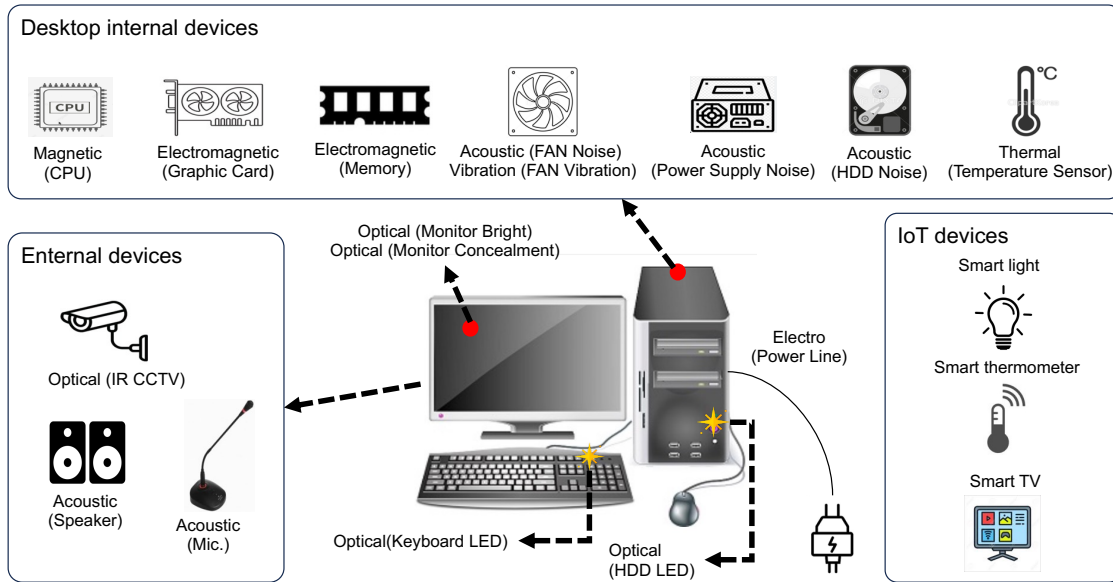 Desktop internal devices
CPU
°C
Magnetic
(CPU)
Electromagnetic
(Graphic Card)
Electromagnetic
(Memory)
Acoustic (FAN Noise)
Vibration (FAN Vibration)
Acoustic
(Power Supply Noise)
Acoustic
(HDD Noise)
Thermal
(Temperature Sensor)
Optical (Monitor Bright)
Optical (Monitor Concealment)
Enternal devices
Optical (IR CCTV)
Acoustic
(Speaker)
Acoustic
(Mic.)
Electro
(Power Line)
Optical(Keyboard LED)
Optical
(HDD LED)
IoT devices
Smart light
Smart thermometer
Smart TV